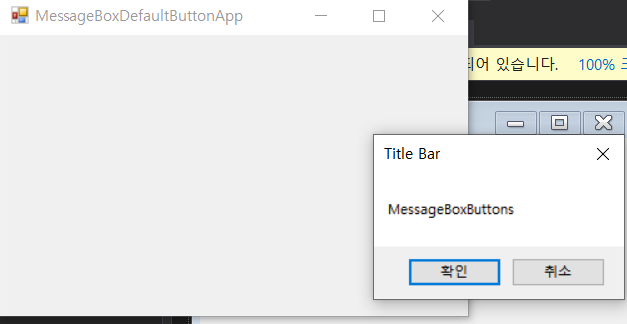 MessageBoxDefaultButtonApp
되어 있습니다. 100%
Title Bar
MessageBoxButtons
확인 취소